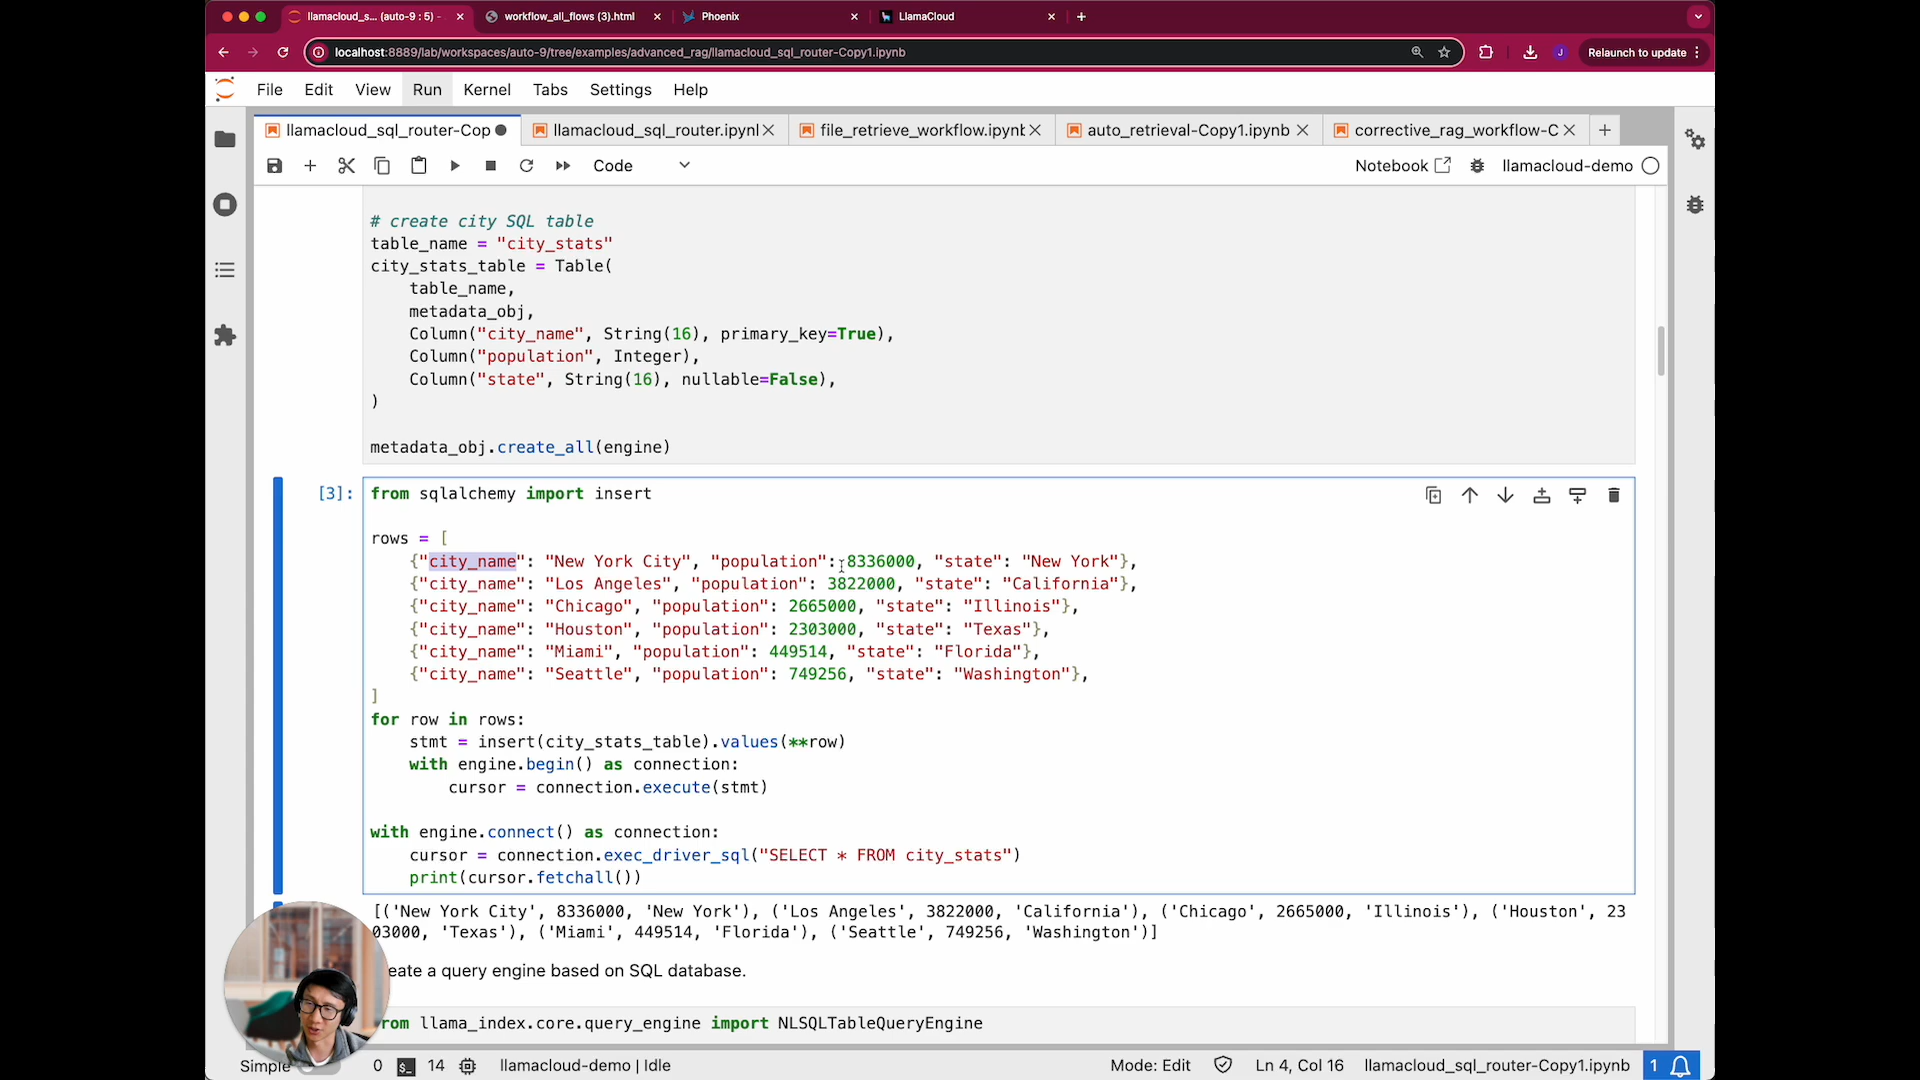 llamacloud_s... (auto-9 : 5) -
workflow_all_flows (3).html
Phoenix
LlamaCloud
localhost:8889/lab/workspaces/auto-9/tree/examples/advanced_rag/llamacloud_sql_router-Copy1.ipynb
J
Relaunch to update
File Edit View Run Kernel Tabs Settings Help
llamacloud_sql_router-Cop
llamacloud_sql_router.ipynl
file_retrieve_workflow.ipynt
auto_retrieval-Copy1.ipynb
corrective_rag_workflow-C
Code
Notebook
llamacloud-demo
# create city SQL table
table_name = "city_stats"
city_stats_table = Table(
    table_name,
    metadata_obj,
    Column("city_name", String(16), primary_key=True),
    Column("population", Integer),
    Column("state", String(16), nullable=False),
)
metadata_obj.create_all(engine)
[3]:
from sqlalchemy import insert
rows = [
    {"city_name": "New York City", "population": 8336000, "state": "New York"},
    {"city_name": "Los Angeles", "population": 3822000, "state": "California"},
    {"city_name": "Chicago", "population": 2665000, "state": "Illinois"},
    {"city_name": "Houston", "population": 2303000, "state": "Texas"},
    {"city_name": "Miami", "population": 449514, "state": "Florida"},
    {"city_name": "Seattle", "population": 749256, "state": "Washington"},
]
for row in rows:
    stmt = insert(city_stats_table).values(**row)
    with engine.begin() as connection:
        cursor = connection.execute(stmt)
with engine.connect() as connection:
    cursor = connection.exec_driver_sql("SELECT * FROM city_stats")
    print(cursor.fetchall())
[('New York City', 8336000, 'New York'), ('Los Angeles', 3822000, 'California'), ('Chicago', 2665000, 'Illinois'), ('Houston', 23
03000, 'Texas'), ('Miami', 449514, 'Florida'), ('Seattle', 749256, 'Washington')]
eate a query engine based on SQL database.
rom llama_index.core.query_engine import NLSQLTableQueryEngine
Simple
0
14
llamacloud-demo | Idle
Mode: Edit
Ln 4, Col 16
llamacloud_sql_router-Copy1.ipynb
1